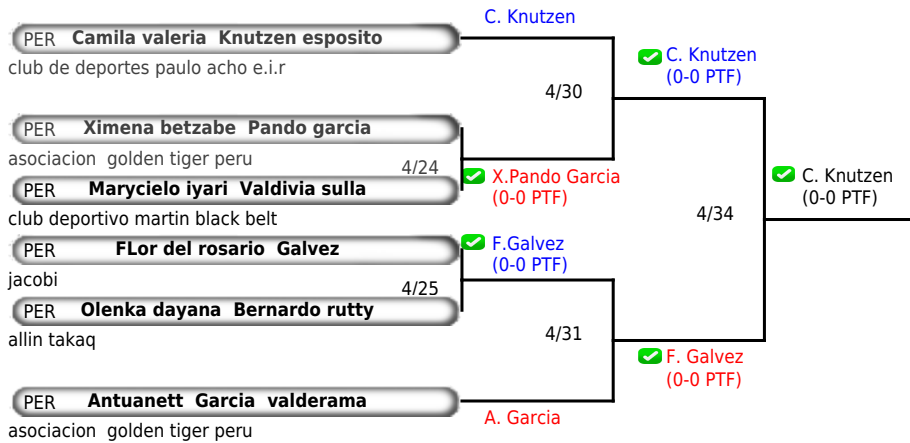 C. Knutzen
PER Camila valeria Knutzen esposito
club de deportes paulo acho e.i.r
C. Knutzen
(0-0 PTF)
4/30
PER Ximena betzabe Pando garcia
asociacion golden tiger peru
4/24
X.Pando Garcia
(0-0 PTF)
PER Marycielo iyari Valdivia sulla
club deportivo martin black belt
C. Knutzen
(0-0 PTF)
4/34
PER FLor del rosario Galvez
F.Galvez
(0-0 PTF)
jacobi
4/25
PER Olenka dayana Bernardo rutty
allin takaq
4/31
F. Galvez
(0-0 PTF)
PER Antuanett Garcia valderama
A. Garcia
asociacion golden tiger peru